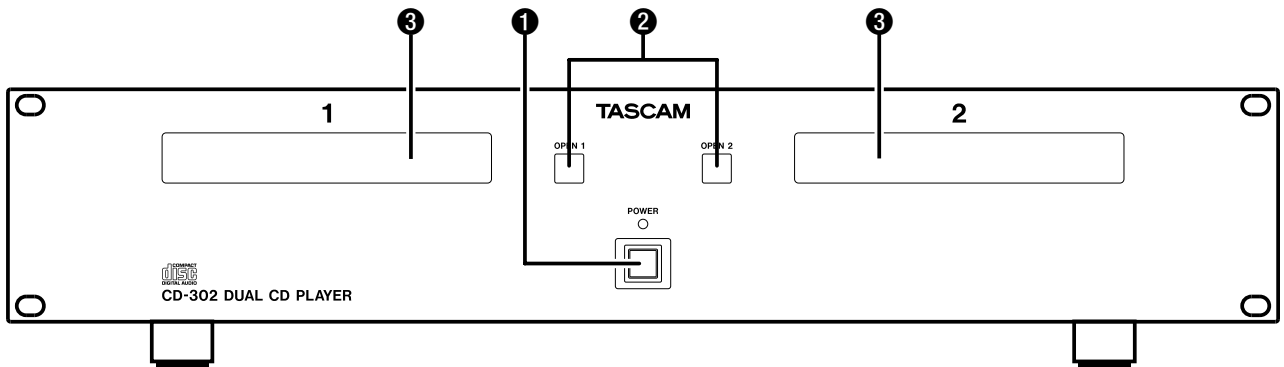 ❸ ❶ ❷ ❸
1 TASCAM 2
OPEN 1 OPEN 2
POWER
COMPACT
disc
DIGITAL AUDIO
CD-302 DUAL CD PLAYER